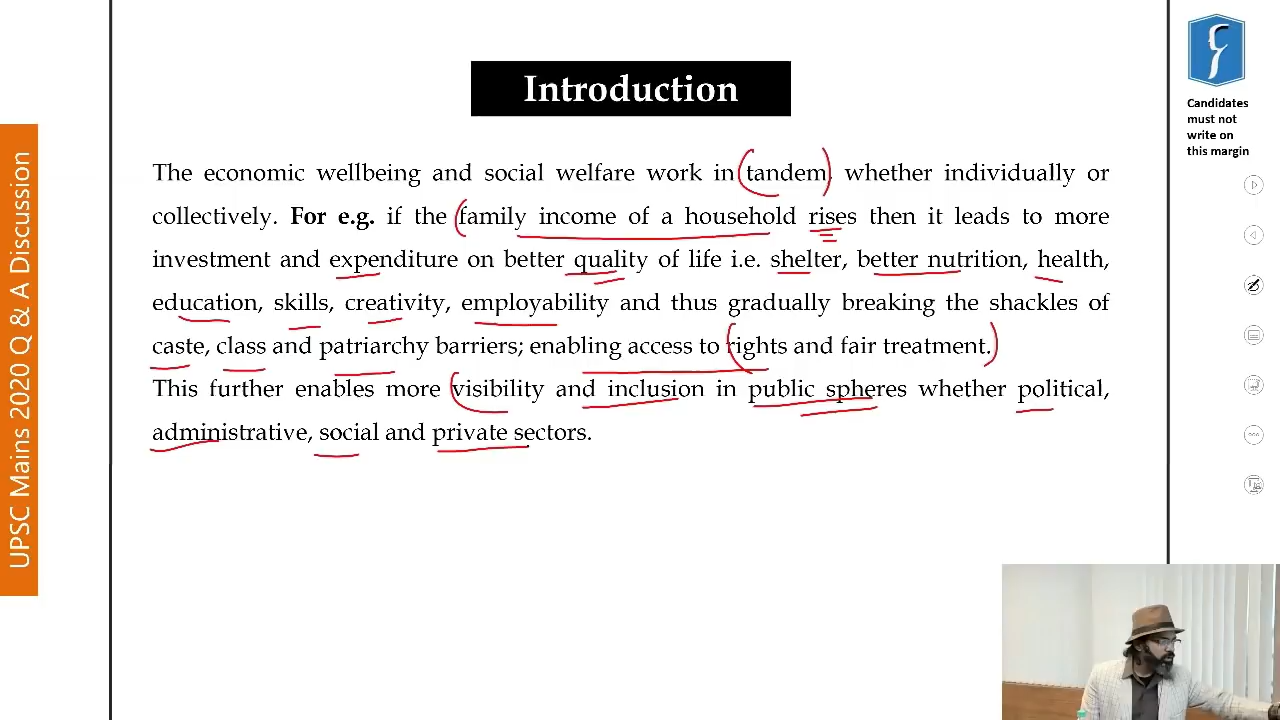 Introduction
The economic wellbeing and social welfare work in tandem, whether individually or
collectively. For e.g. if the family income of a household rises then it leads to more
investment and expenditure on better quality of life i.e. shelter, better nutrition, health,
education, skills, creativity, employability and thus gradually breaking the shackles of
caste, class and patriarchy barriers; enabling access to rights and fair treatment.
This further enables more visibility and inclusion in public spheres whether political,
administrative, social and private sectors.
UPSC Mains 2020 Q & A Discussion
Candidates
must not
write on
this margin